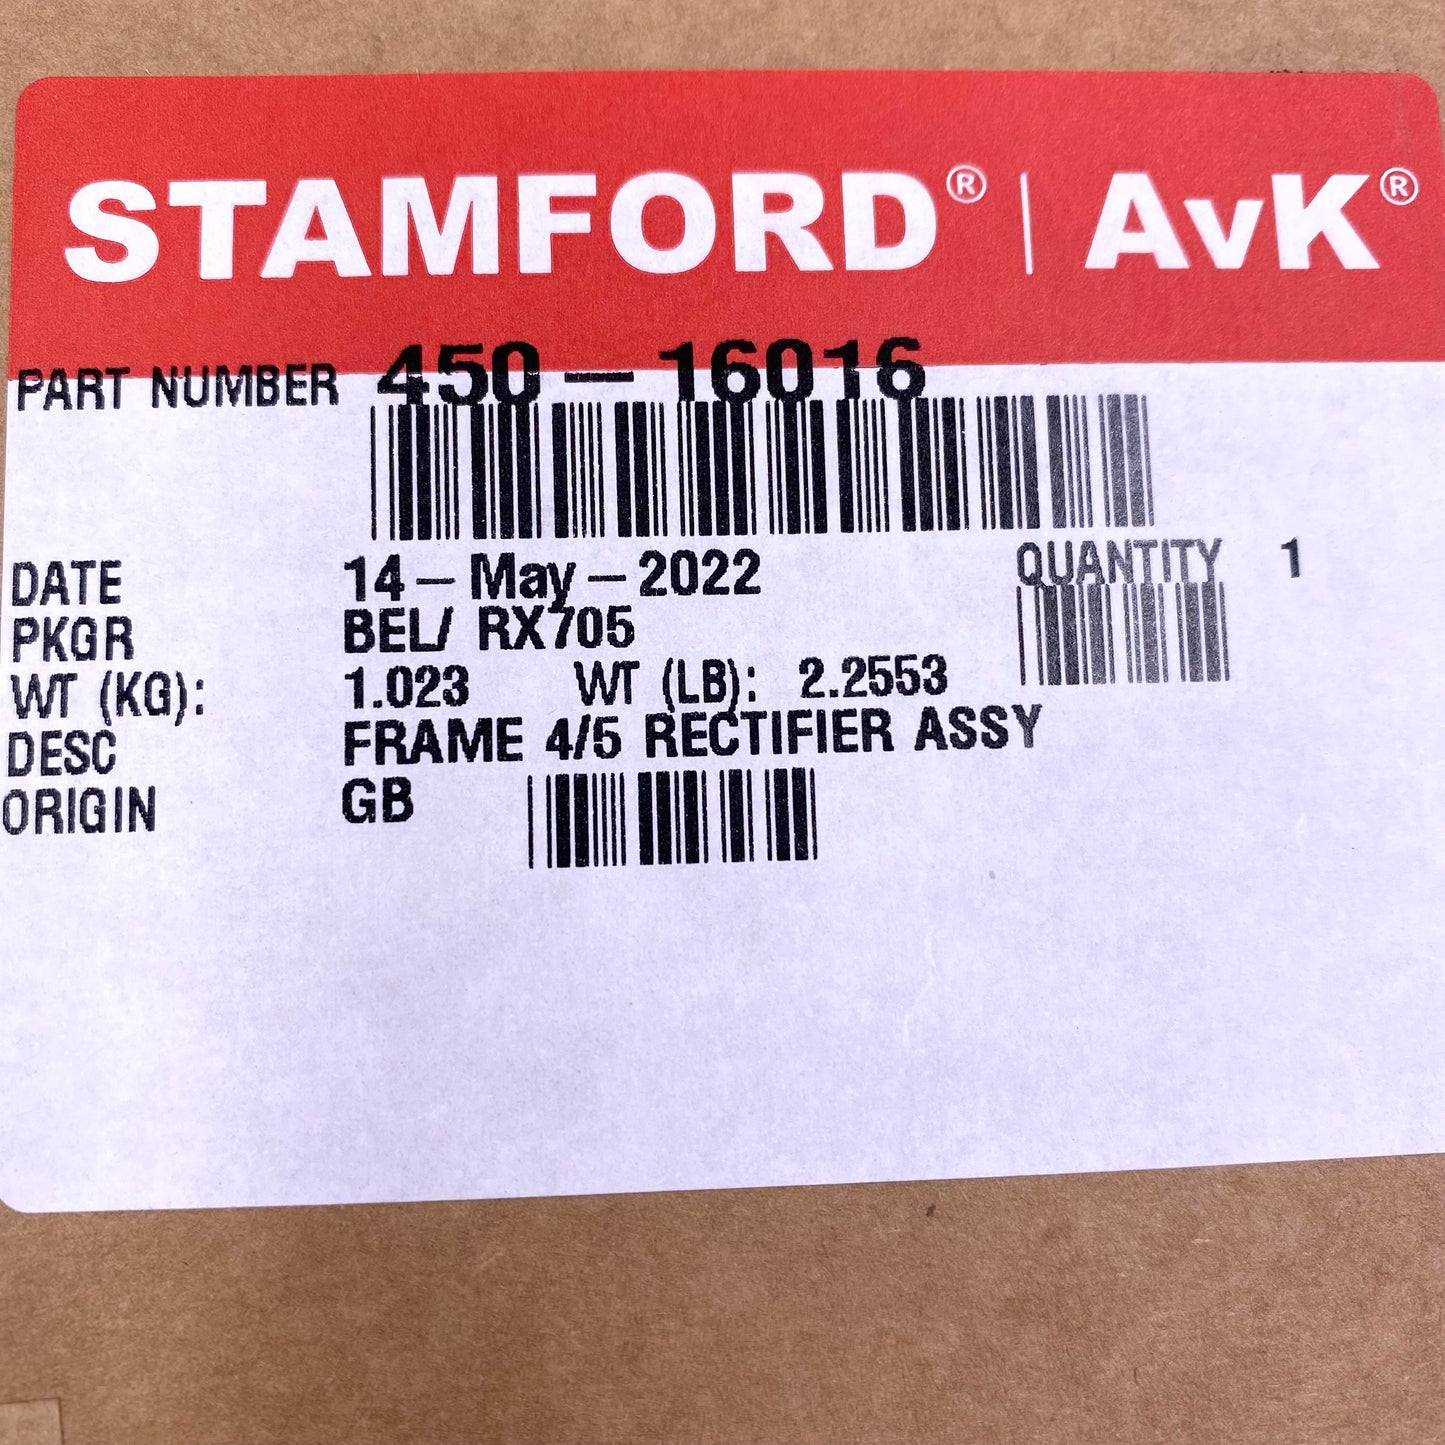 STAMFORD® | AvK®
PART NUMBER 450-16016
DATE 14-May-2022 QUANTITY 1
PKGR BEL/ RX705
WT (KG): 1.023 WT (LB): 2.2553
DESC FRAME 4/5 RECTIFIER ASSY
ORIGIN GB